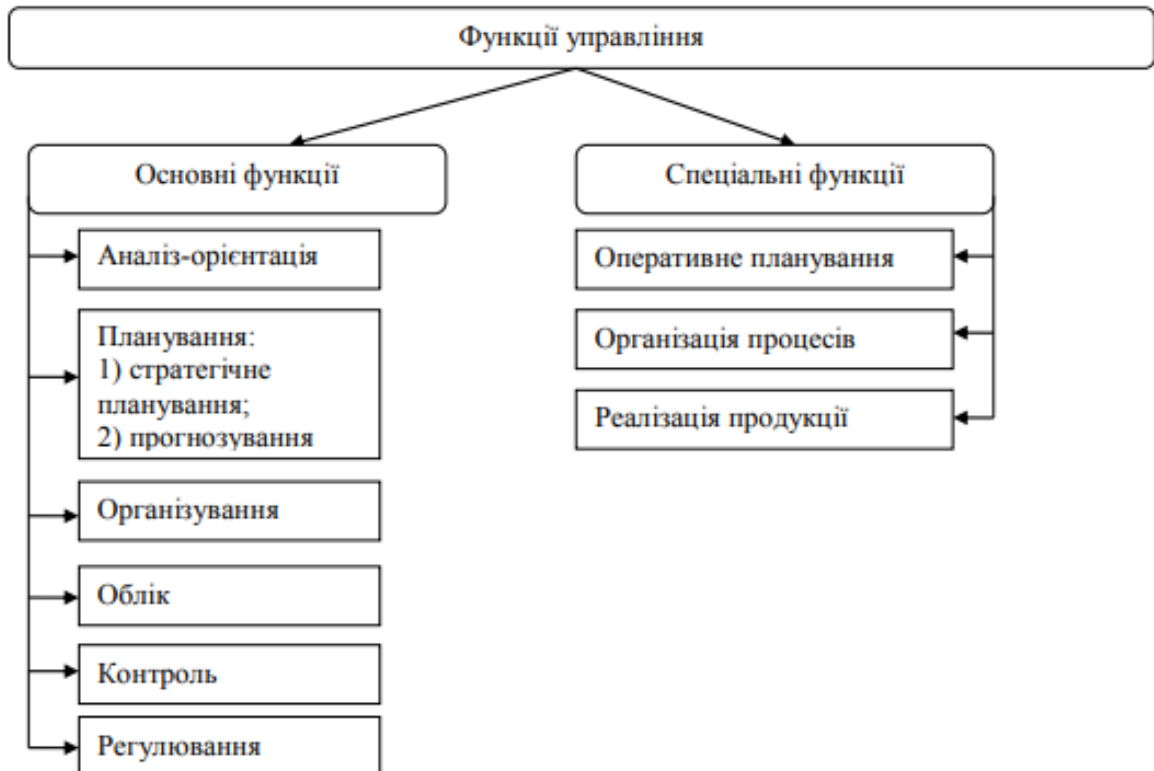 Функції управління
Основні функції
Спеціальні функції
Аналіз-орієнтація
Планування:
1) стратегічне
планування;
2) прогнозування
Організування
Облік
Контроль
Регулювання
Оперативне планування
Організація процесів
Реалізація продукції